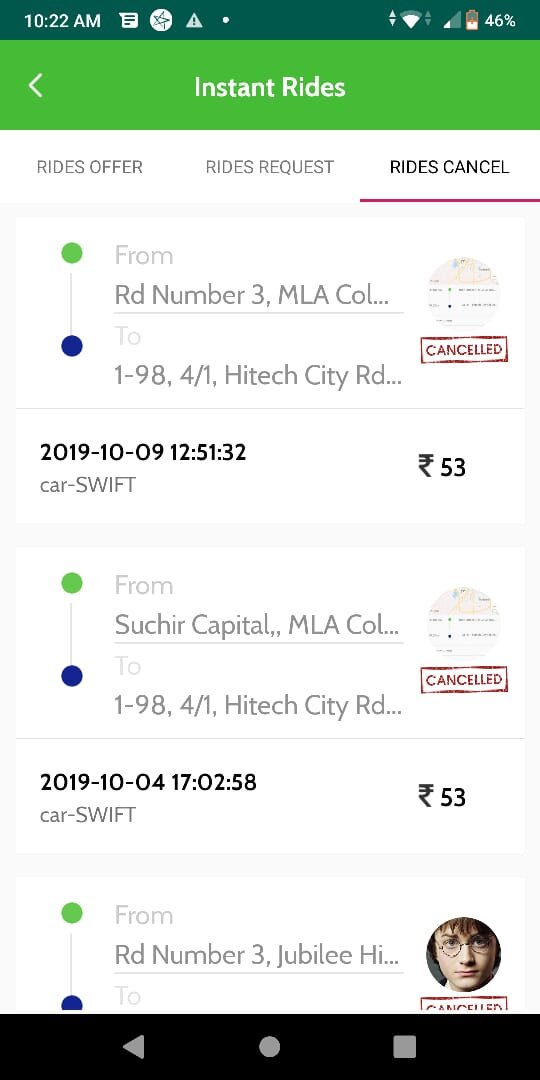 10:22 AM
46%
Instant Rides
RIDES OFFER
RIDES REQUEST
RIDES CANCEL
From
Rd Number 3, MLA Col...
To
1-98, 4/1, Hitech City Rd...
CANCELLED
2019-10-09 12:51:32
car-SWIFT
₹ 53
From
Suchir Capital,, MLA Col...
To
1-98, 4/1, Hitech City Rd...
CANCELLED
2019-10-04 17:02:58
car-SWIFT
₹ 53
From
Rd Number 3, Jubilee Hi...
To
CANCELLED